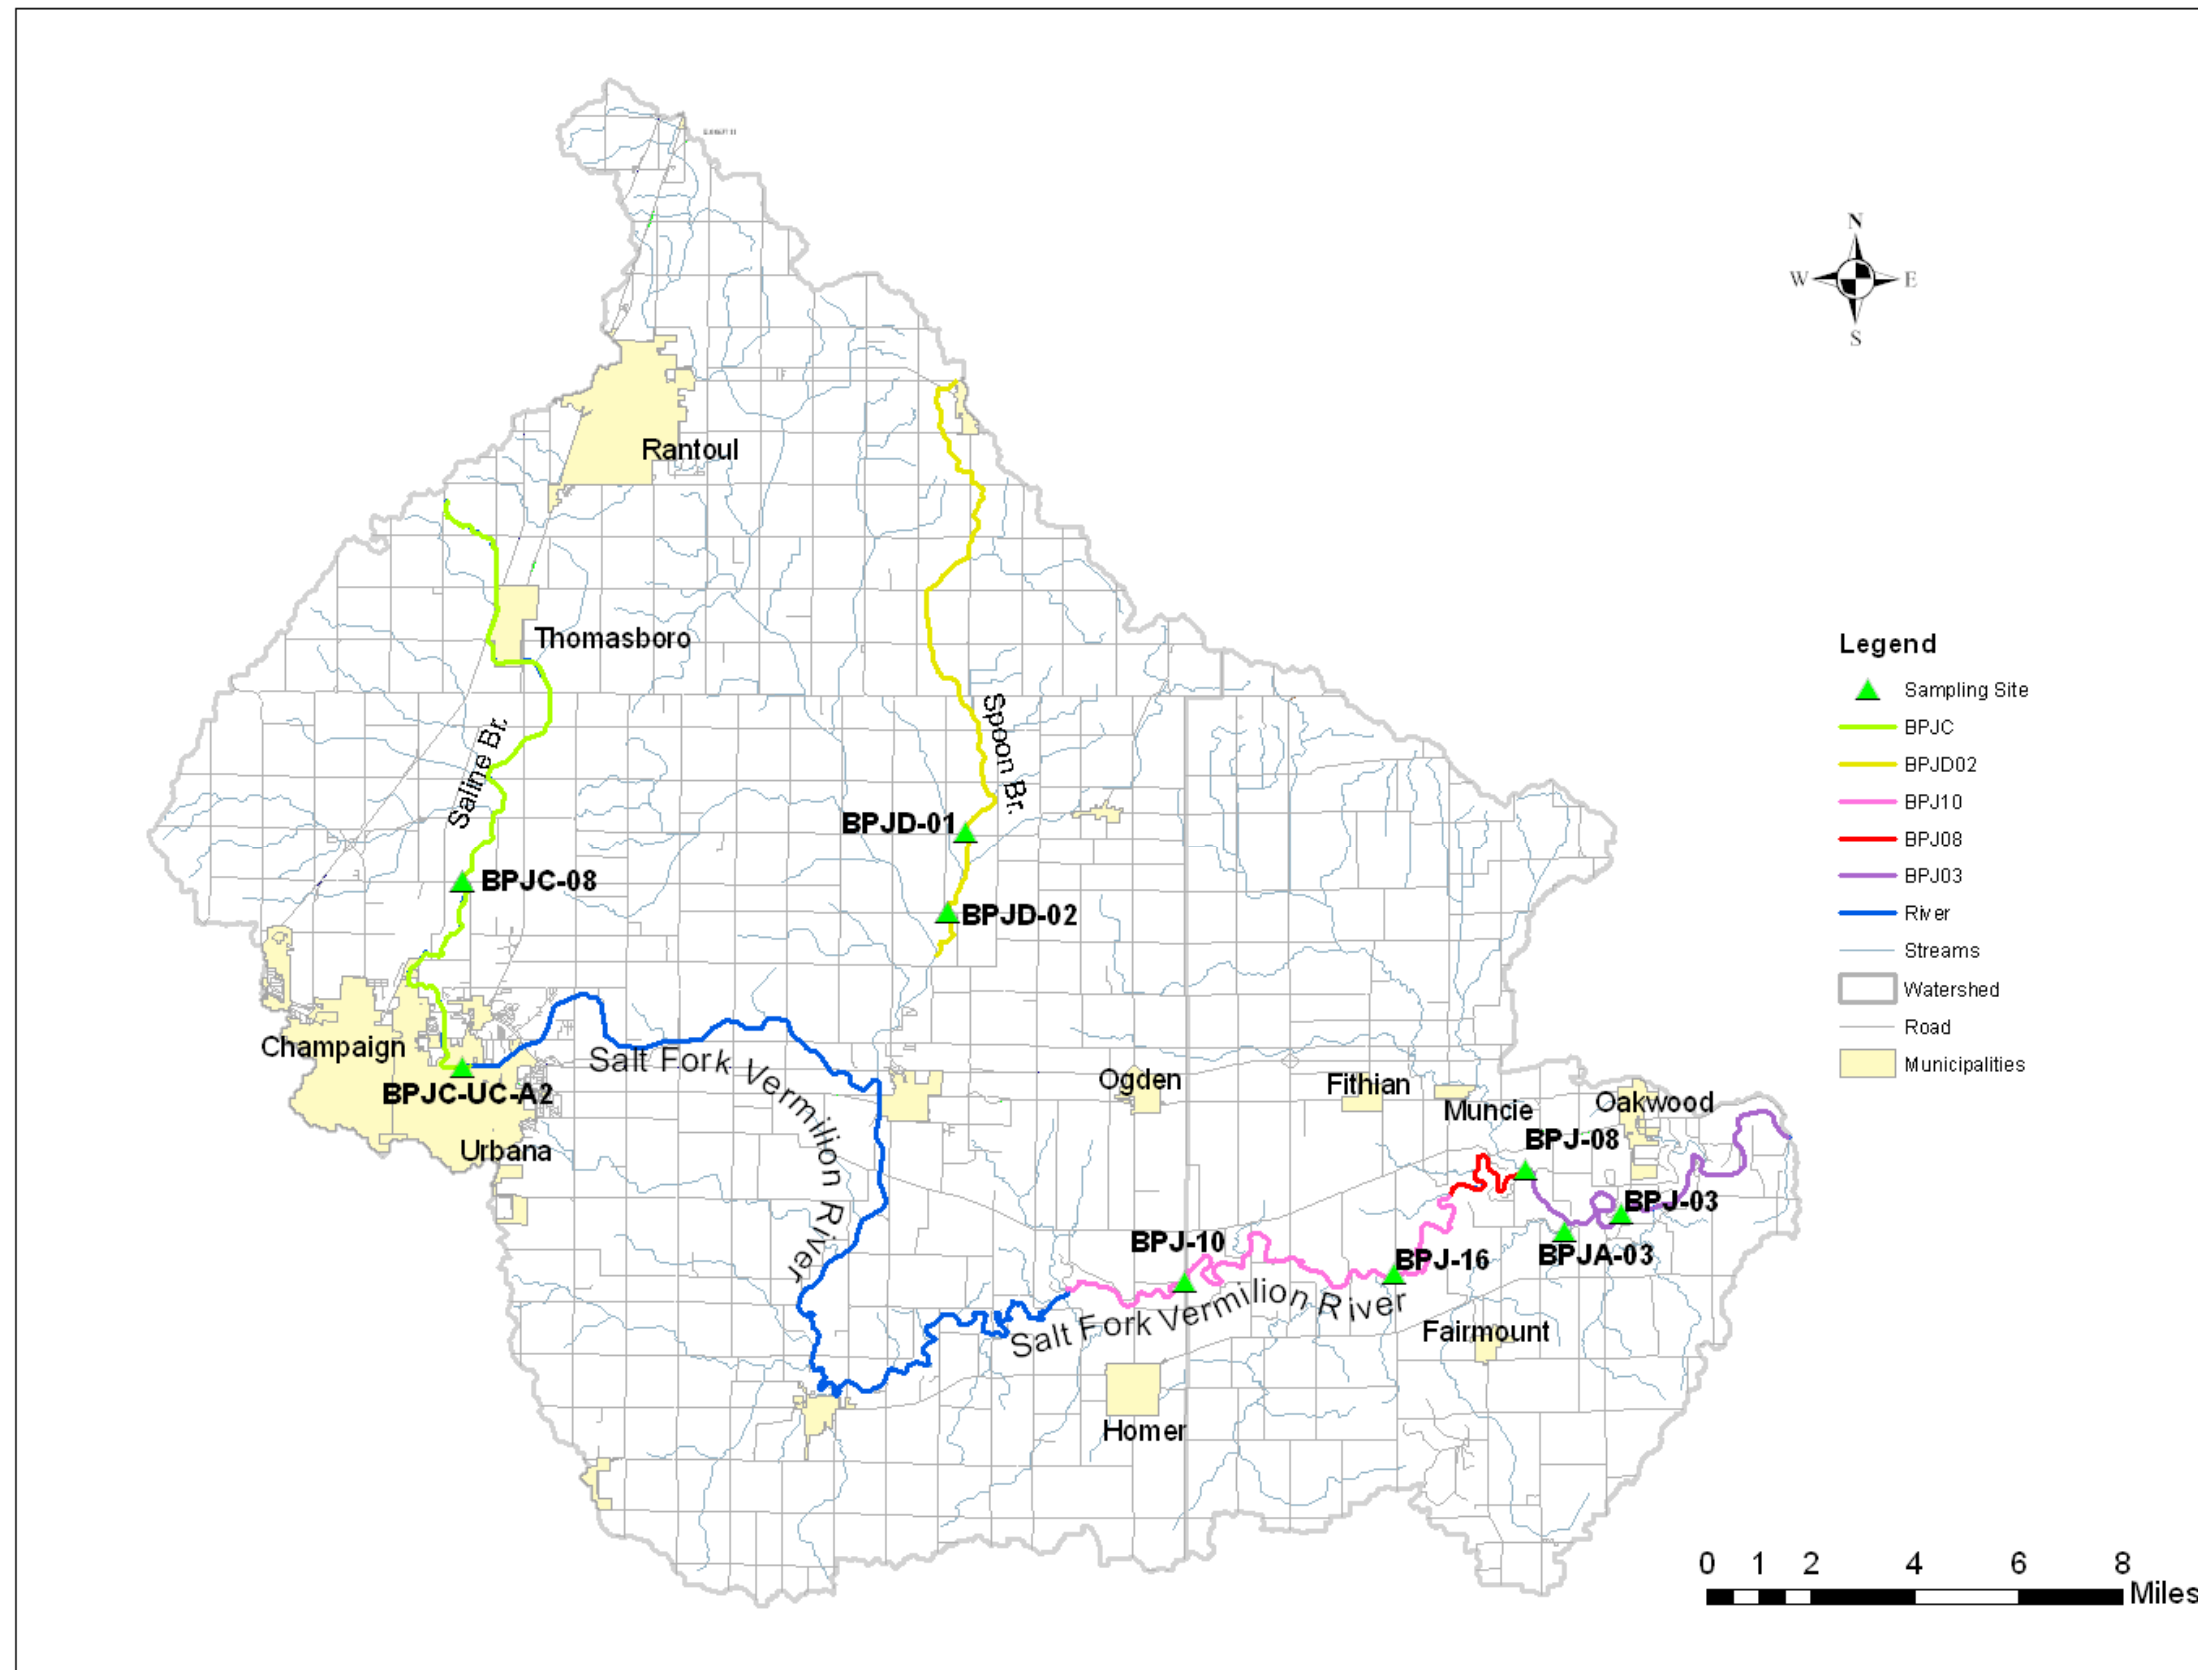 N
W E
S
Rantoul
Thomasboro
Saline Br.
Spoon Br.
BPJD-01
BPJC-08
BPJD-02
Champaign
BPJC-UC-A2
Urbana
Salt Fork Vermilion River
Ogden
Fithian
Muncie
Oakwood
BPJ-08
BPJ-03
BPJA-03
BPJ-10
BPJ-16
Salt Fork Vermilion River
Fairmount
Homer
Legend
Sampling Site
BPJC
BPJD02
BPJ10
BPJ08
BPJ03
River
Streams
Watershed
Road
Municipalities
0 1 2 4 6 8
Miles